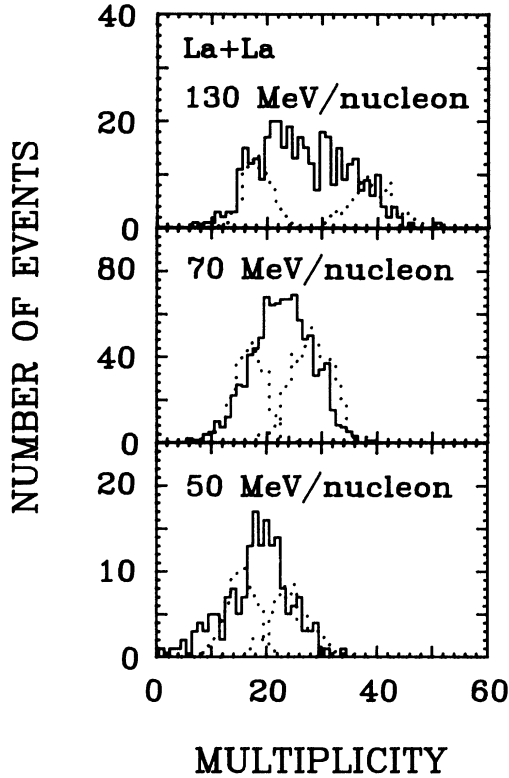 40
La+La
130 MeV/nucleon
20
0
80
70 MeV/nucleon
40
0
20
50 MeV/nucleon
10
0
0 20 40 60
NUMBER OF EVENTS
MULTIPLICITY